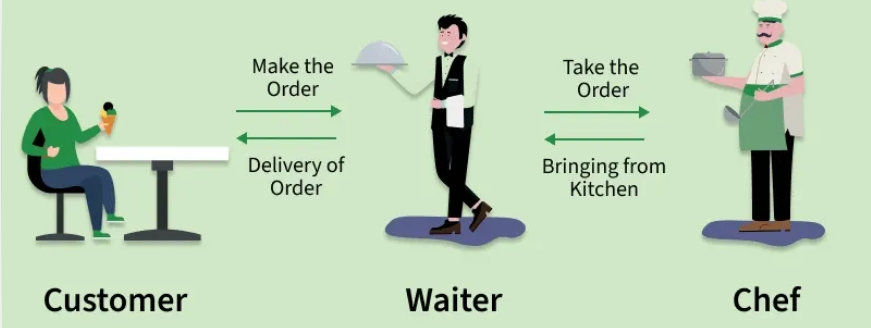 Make the
Order
Delivery of
Order
Take the
Order
Bringing from
Kitchen
Customer
Waiter
Chef